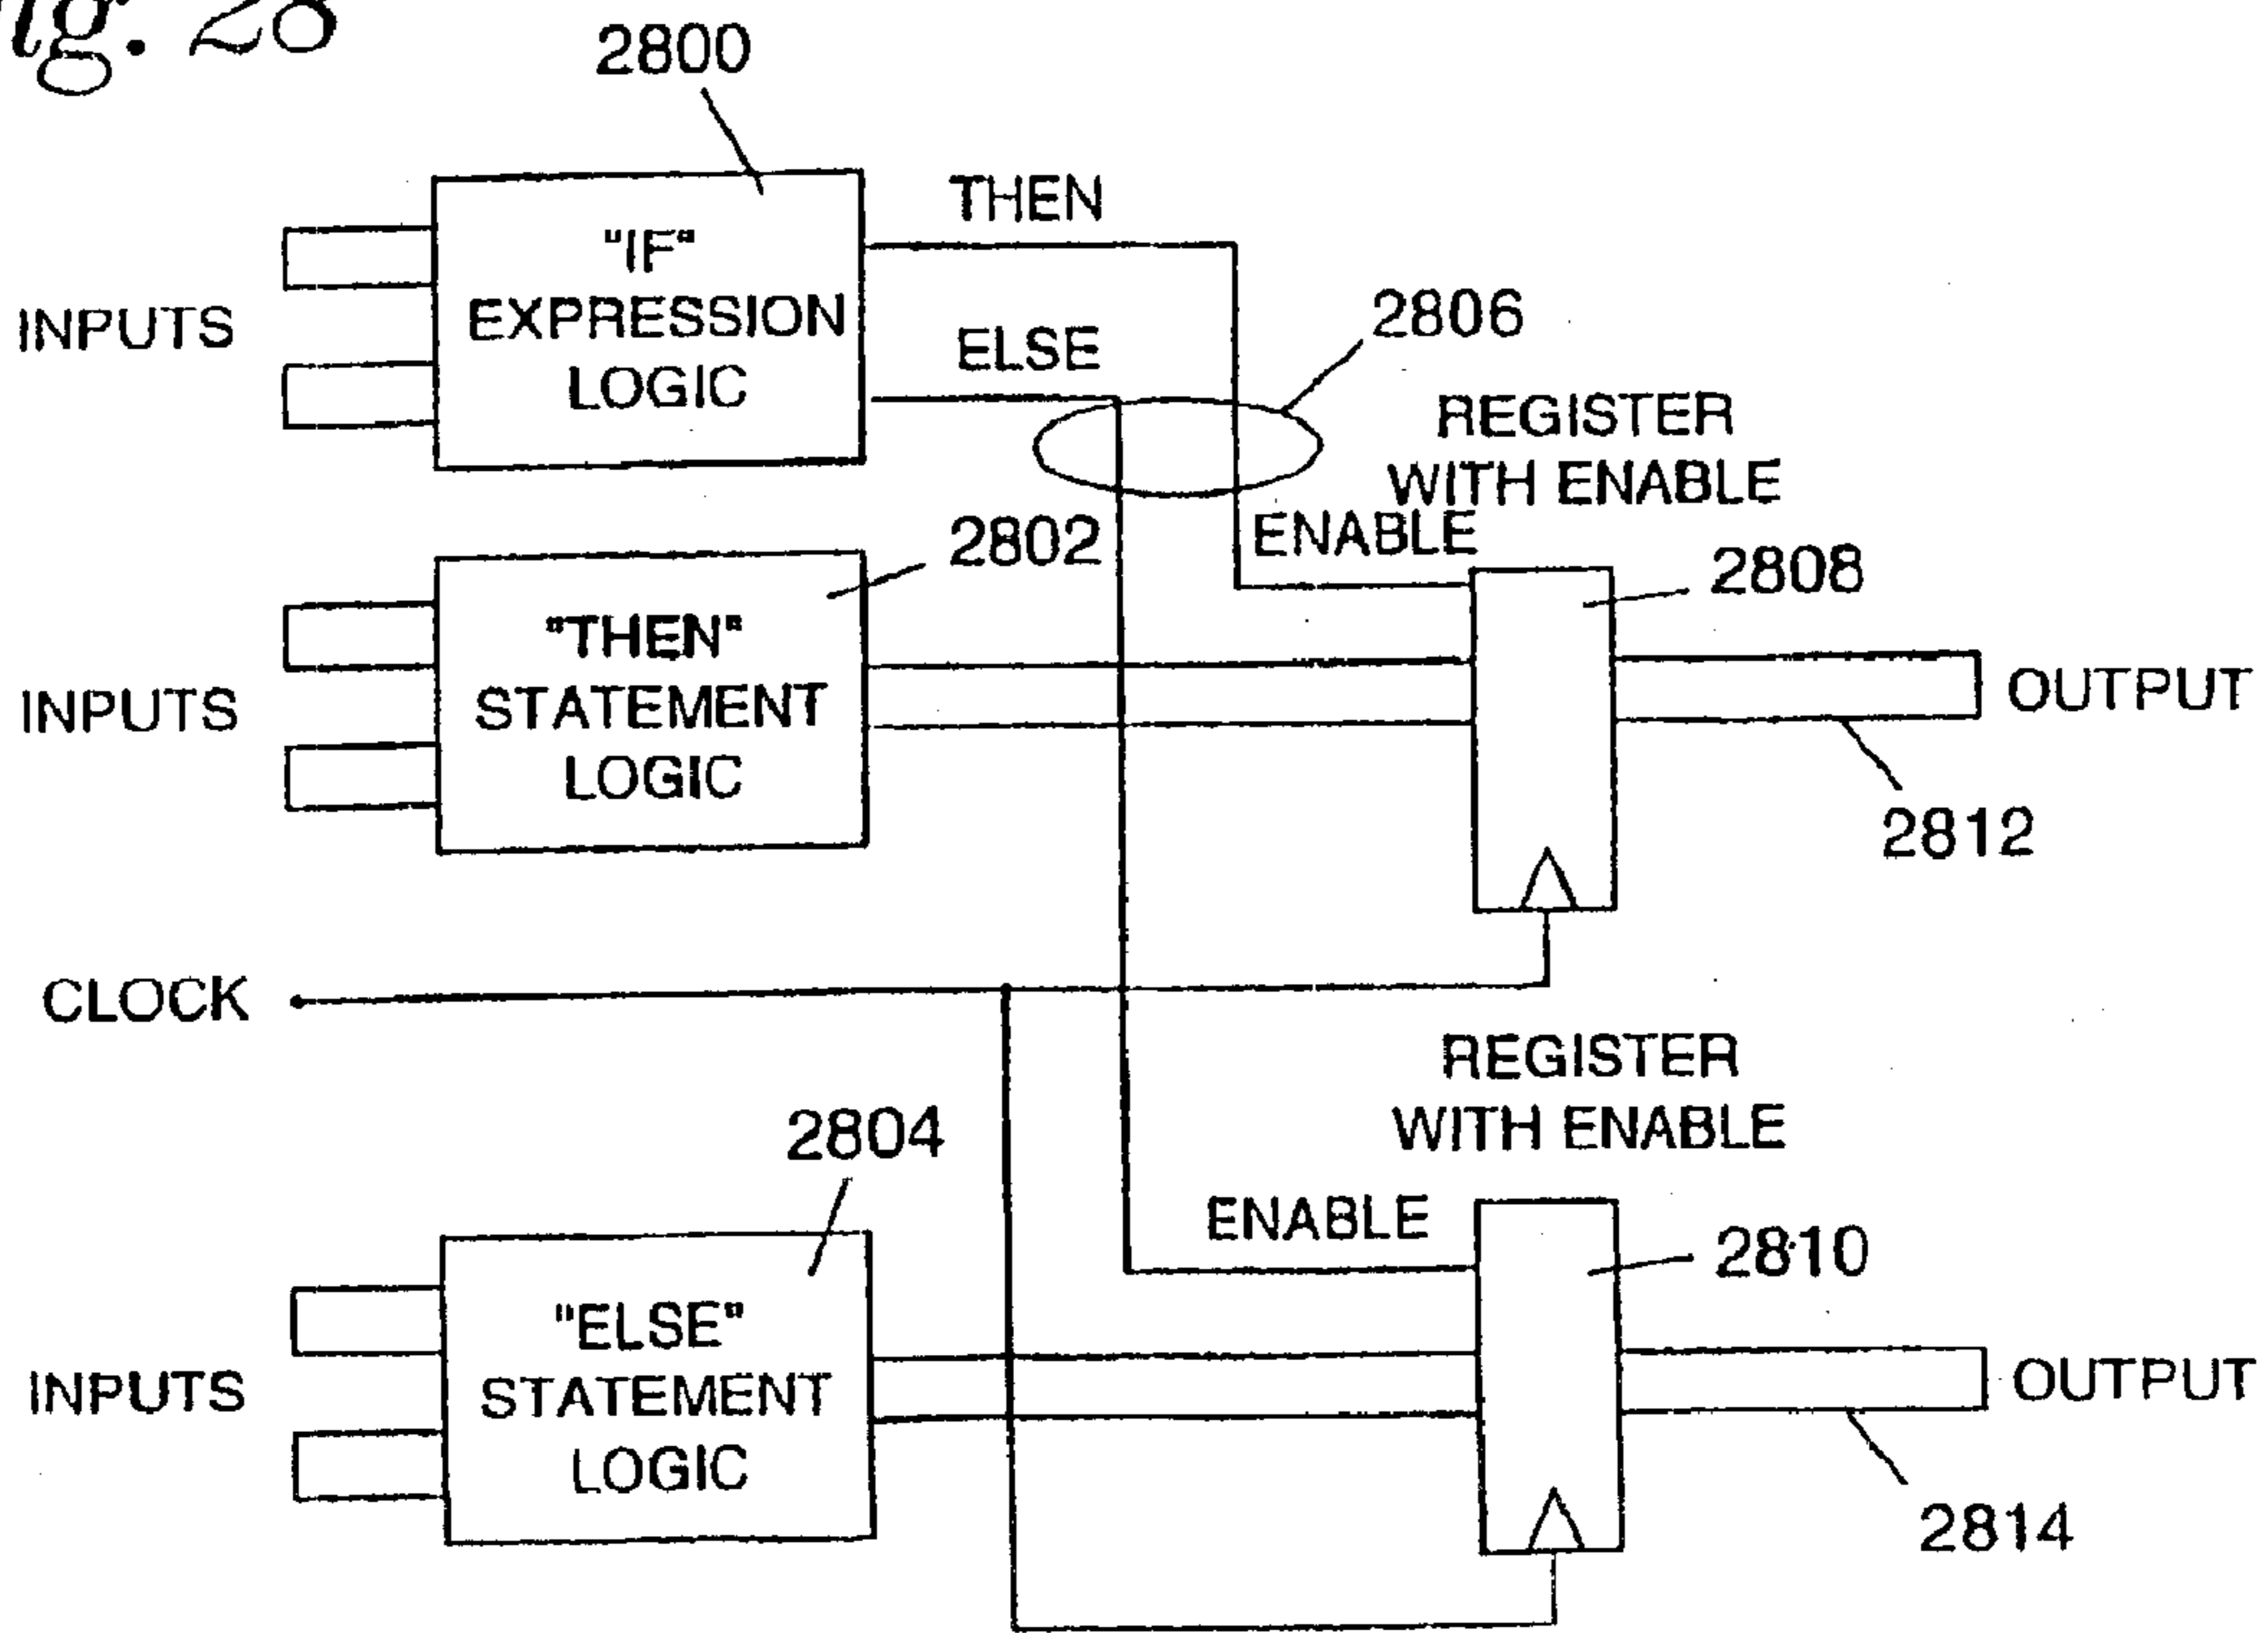 28
2800
THEN
"IF"
EXPRESSION
LOGIC
INPUTS
ELSE
2806
REGISTER
WITH ENABLE
ENABLE
2802
2808
"THEN"
STATEMENT
LOGIC
INPUTS
OUTPUT
2812
CLOCK
REGISTER
WITH ENABLE
2804
ENABLE
2810
"ELSE"
STATEMENT
LOGIC
INPUTS
OUTPUT
2814